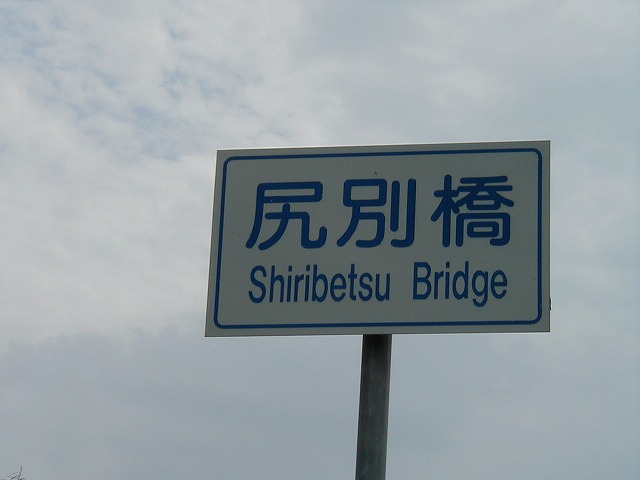 尻別橋
Shiribetsu Bridge